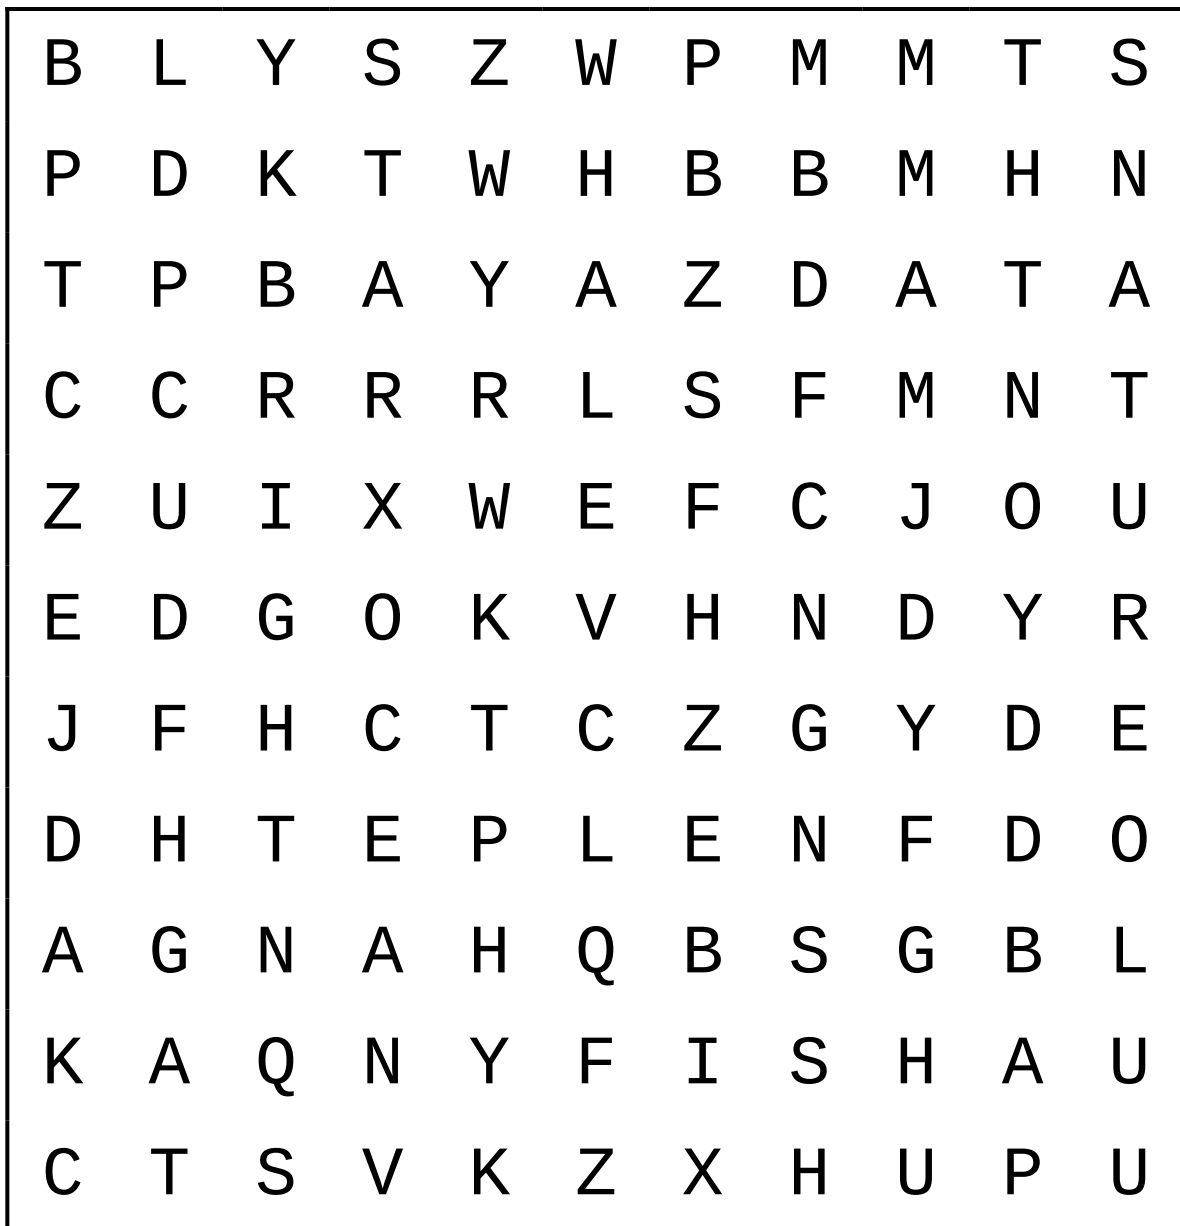 B L Y S Z W P M M T S
P D K T W H B B M H N
T P B A Y A Z D A T A
C C R R R L S F M N T
Z U I X W E F C J O U
E D G O K V H N D Y R
J F H C T C Z G Y D E
D H T E P L E N F D O
A G N A H Q B S G B L
K A Q N Y F I S H A U
C T S V K Z X H U P U